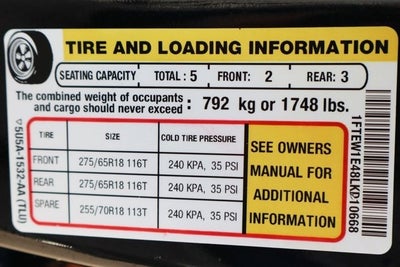 TIRE AND LOADING INFORMATION
SEATING CAPACITY TOTAL : 5 FRONT: 2 REAR: 3
The combined weight of occupants
and cargo should never exceed : 792 kg or 1748 lbs.
TIRE SIZE COLD TIRE PRESSURE
FRONT 275/65R18 116T 240 KPA, 35 PSI
REAR 275/65R18 116T 240 KPA, 35 PSI
SPARE 255/70R18 113T 240 KPA, 35 PSI
SEE OWNERS
MANUAL FOR
ADDITIONAL
INFORMATION
5U5A-1532-AA (TLU)
1FTEW1E48LKD10668